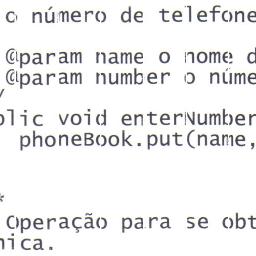 o número de telefone
@param name o nome d
@param number o núme
/
blic void enterNumber
phoneBook.put(name,
*
Operação para se obt
nica.